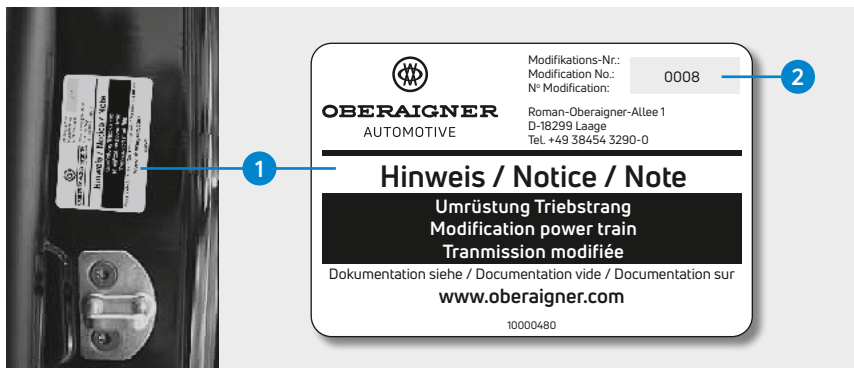 Modifikations-Nr.:
Modification No.:
Nº Modification:
0008
2
OBERAIGNER
AUTOMOTIVE
Roman-Oberaigner-Allee 1
D-18299 Laage
Tel. +49 38454 3290-0
1
Hinweis / Notice / Note
Umrüstung Triebstrang
Modification power train
Tranmission modifiée
Dokumentation siehe / Documentation vide / Documentation sur
www.oberaigner.com
10000480